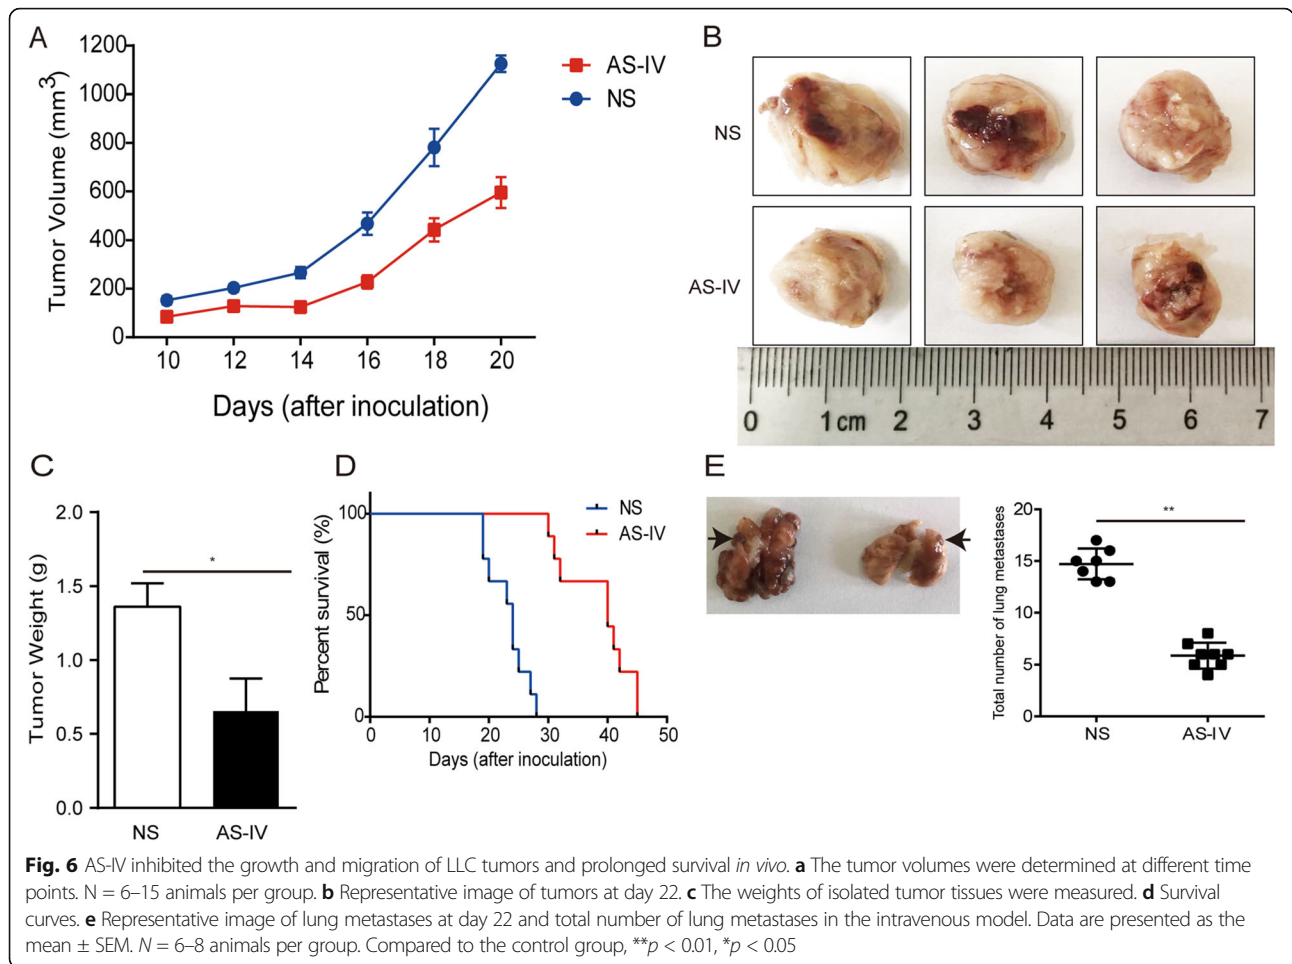 A
1200
1000
800
600
400
200
0
Tumor Volume (mm3)
10 12 14 16 18 20
Days (after inoculation)
AS-IV
NS
B
NS
AS-IV
0 1 cm 2 3 4 5 6 7
C
2.0
1.5
1.0
0.5
0.0
Tumor Weight (g)
*
NS AS-IV
D
100
50
0
Percent survival (%)
NS
AS-IV
0 10 20 30 40 50
Days (after inoculation)
E
20
15
10
5
0
Total number of lung metastases
**
NS AS-IV
Fig. 6 AS-IV inhibited the growth and migration of LLC tumors and prolonged survival in vivo. a The tumor volumes were determined at different time
points. N = 6–15 animals per group. b Representative image of tumors at day 22. c The weights of isolated tumor tissues were measured. d Survival
curves. e Representative image of lung metastases at day 22 and total number of lung metastases in the intravenous model. Data are presented as the
mean ± SEM. N = 6–8 animals per group. Compared to the control group, **p < 0.01, *p < 0.05